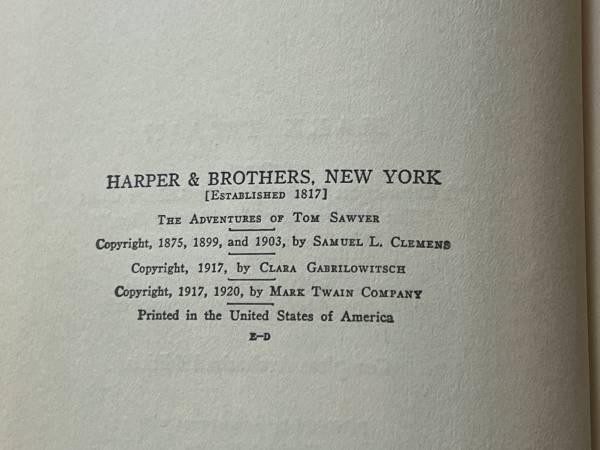 HARPER & BROTHERS, NEW YORK
[ESTABLISHED 1817]
THE ADVENTURES OF TOM SAWYER
Copyright, 1875, 1899, and 1903, by SAMUEL L. CLEMENS
Copyright, 1917, by CLARA GABRILOWITSCH
Copyright, 1917, 1920, by MARK TWAIN COMPANY
Printed in the United States of America
E-D